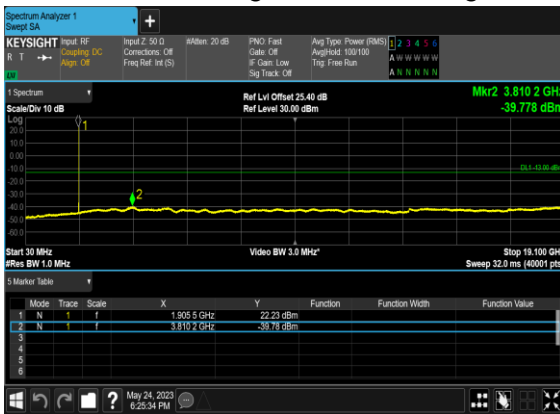 Spectrum Analyzer 1
Swept SA
KEYSIGHT Input: RF Input Z: 50 Ω #Atten: 20 dB PNO: Fast Avg Type: Power (RMS) 1 2 3 4 5 6
R T Coupling: DC Corrections: Off Gate: Off Avg|Hold: 100/100 A W W W W W
Align: Off Freq Ref: Int (S) IF Gain: Low Trig: Free Run
LV Sig Track: Off A N N N N N
1 Spectrum Ref Lvl Offset 25.40 dB Mkr2 3.810 2 GHz
Scale/Div 10 dB Ref Level 30.00 dBm -39.778 dBm
Log
20.0 1
10.0
0.00
-10.0 DL1 -13.00 dBm
-20.0
-30.0 2
-40.0
-50.0
-60.0
Start 30 MHz Video BW 3.0 MHz* Stop 19.100 GH
#Res BW 1.0 MHz Sweep 32.0 ms (40001 pts
5 Marker Table
Mode Trace Scale X Y Function Function Width Function Value
1 N 1 f 1.905 5 GHz 22.23 dBm
2 N 1 f 3.810 2 GHz -39.78 dBm
3
4
5
6
? May 24, 2023
6:25:34 PM